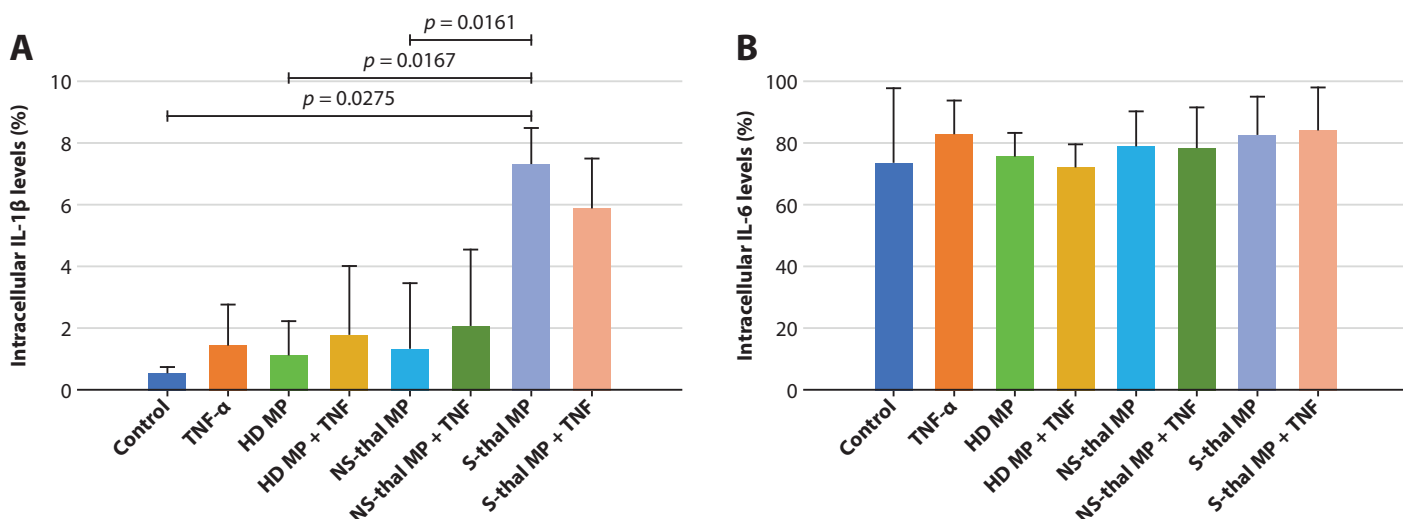 A
p = 0.0161
p = 0.0167
p = 0.0275
Intracellular IL-1β levels (%)
10
8
6
4
2
0
Control
TNF-α
HD MP
HD MP + TNF
NS-thal MP
NS-thal MP + TNF
S-thal MP
S-thal MP + TNF
B
Intracellular IL-6 levels (%)
100
80
60
40
20
0
Control
TNF-α
HD MP
HD MP + TNF
NS-thal MP
NS-thal MP + TNF
S-thal MP
S-thal MP + TNF